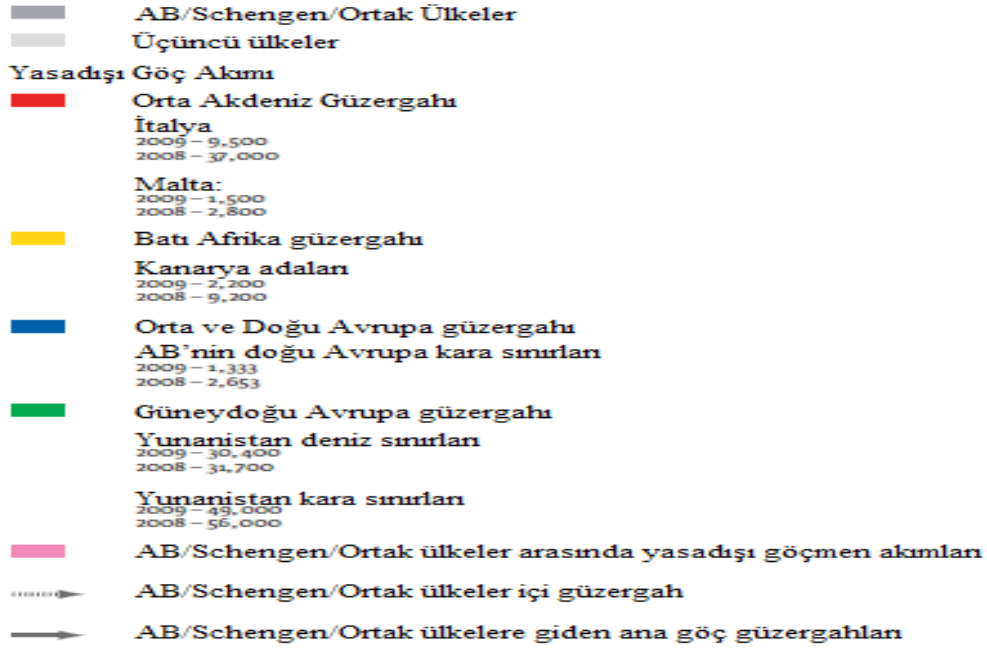 AB/Schengen/Ortak Ülkeler
Üçüncü ülkeler
Yasadışı Göç Akımı
Orta Akdeniz Güzergahı
İtalya
2009 – 9,500
2008 – 37,000
Malta:
2009 – 1,500
2008 – 2,800
Batı Afrika güzergahı
Kanarya adaları
2009 – 2,200
2008 – 9,200
Orta ve Doğu Avrupa güzergahı
AB'nin doğu Avrupa kara sınırları
2009 – 1,333
2008 – 2,653
Güneydoğu Avrupa güzergahı
Yunanistan deniz sınırları
2009 – 30,400
2008 – 31,700
Yunanistan kara sınırları
2009 – 49,000
2008 – 56,000
AB/Schengen/Ortak ülkeler arasında yasadışı göçmen akımları
AB/Schengen/Ortak ülkeler içi güzergah
AB/Schengen/Ortak ülkelere giden ana göç güzergahları